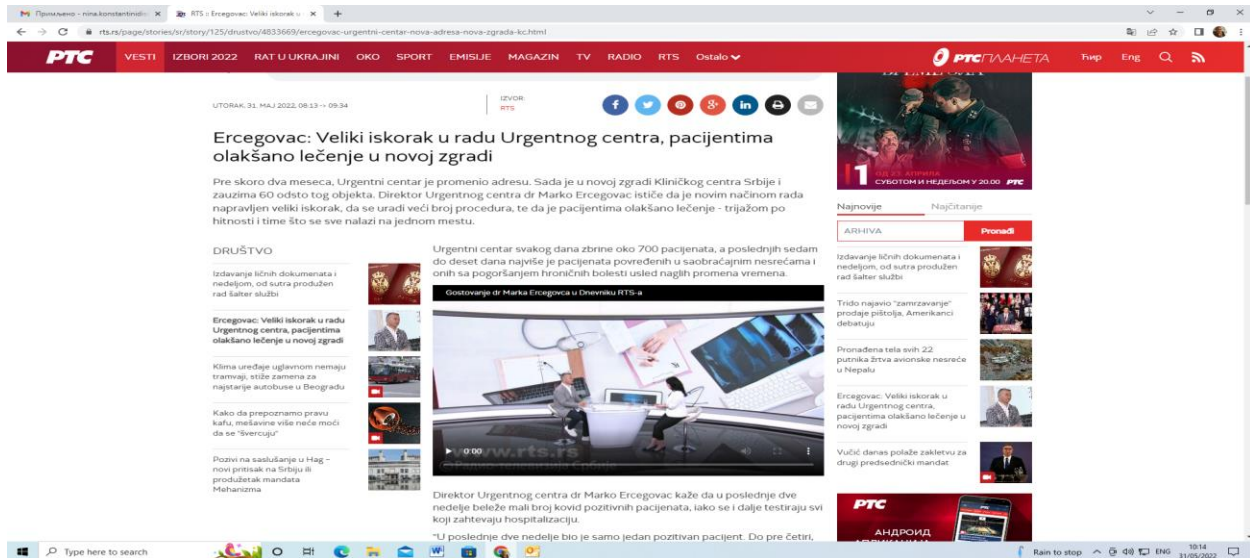 Примљено - nina.konstantinidis
RTS :: Ercegovac: Veliki iskorak u
rts.rs/page/stories/sr/story/125/drustvo/4833669/ercegovac-urgentni-centar-nova-adresa-nova-zgrada-kc.html
РТС VESTI IZBORI 2022 RAT U UKRAJINI OKO SPORT EMISIJE MAGAZIN TV RADIO RTS Ostalo РТСПЛАНЕТА Ћир Eng
UTORAK, 31. MAJ 2022, 08:13 -> 09:34
IZVOR:
RTS
Ercegovac: Veliki iskorak u radu Urgentnog centra, pacijentima
olakšano lečenje u novoj zgradi
Pre skoro dva meseca, Urgentni centar je promenio adresu. Sada je u novoj zgradi Kliničkog centra Srbije i
zauzima 60 odsto tog objekta. Direktor Urgentnog centra dr Marko Ercegovac ističe da je novim načinom rada
napravljen veliki iskorak, da se uradi veći broj procedura, te da je pacijentima olakšano lečenje - trijažom po
hitnosti i time što se sve nalazi na jednom mestu.
DRUŠTVO
Izdavanje ličnih dokumenata i
nedeljom, od sutra produžen
rad šalter službi
Ercegovac: Veliki iskorak u radu
Urgentnog centra, pacijentima
olakšano lečenje u novoj zgradi
Klima uređaje uglavnom nemaju
tramvaji, stiže zamena za
najstarije autobuse u Beogradu
Kako da prepoznamo pravu
kafu, mešavine više neće moći
da se "švercuju"
Pozivi na saslušanje u Hag –
novi pritisak na Srbiju ili
produžetak mandata
Mehanizma
Urgentni centar svakog dana zbrine oko 700 pacijenata, a poslednjih sedam
do deset dana najviše je pacijenata povređenih u saobraćajnim nesrećama i
onih sa pogoršanjem hroničnih bolesti usled naglih promena vremena.
Gostovanje dr Marka Ercegovca u Dnevniku RTS-a
www.rts.rs
Радио-телевизија Србије
0:00
Direktor Urgentnog centra dr Marko Ercegovac kaže da u poslednje dve
nedelje beleže mali broj kovid pozitivnih pacijenata, iako se i dalje testiraju svi
koji zahtevaju hospitalizaciju.
"U poslednje dve nedelje bio je samo jedan pozitivan pacijent. Do pre četiri,
1 ОД 23. АПРИЛА
СУБОТОМ И НЕДЕЉОМ У 20.00 РТС
Najnovije Najčitanije
ARHIVA Pronađi
Izdavanje ličnih dokumenata i
nedeljom, od sutra produžen
rad šalter službi
Trido najavio "zamrzavanje"
prodaje pištolja, Amerikanci
debatuju
Pronađena tela svih 22
putnika žrtva avionske nesreće
u Nepalu
Ercegovac: Veliki iskorak u
radu Urgentnog centra,
pacijentima olakšano lečenje u
novoj zgradi
Vučić danas polaže zakletvu za
drugi predsednički mandat
РТС
АНДРОИД
Type here to search
Rain to stop
ENG
10:14
31/05/2022